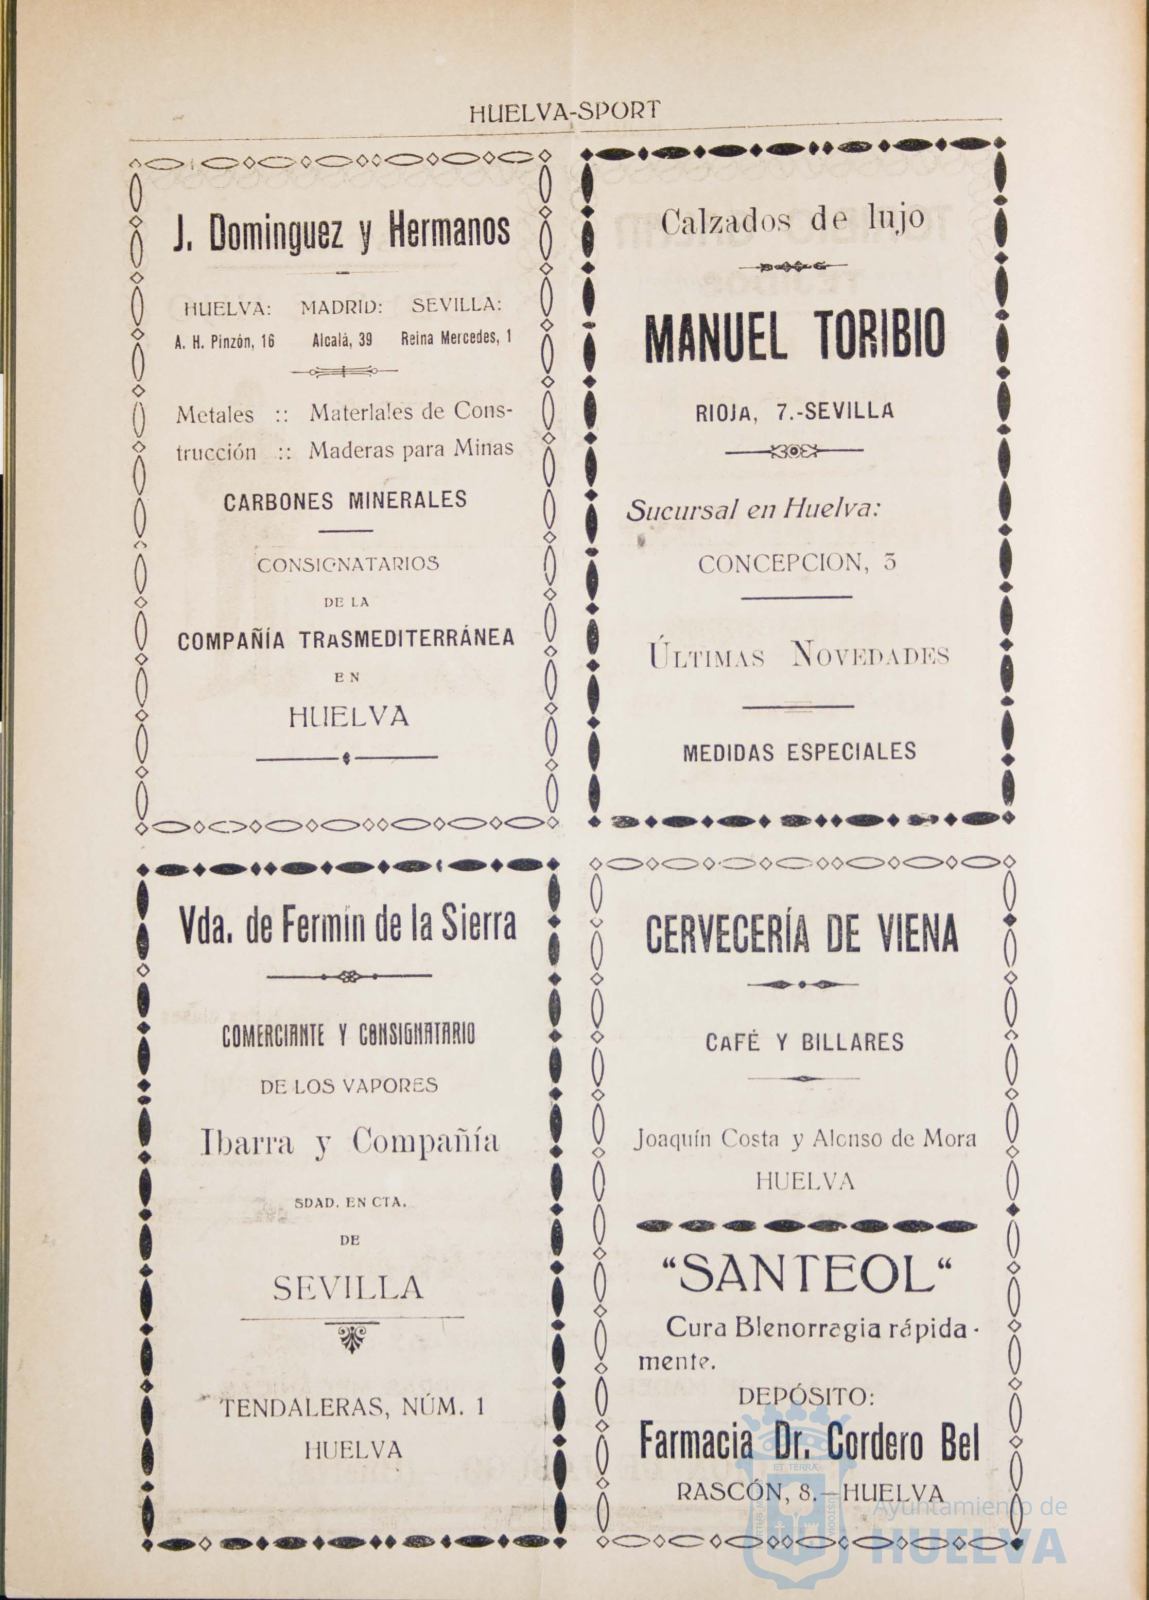 HUELVA-SPORT
J. Dominguez y Hermanos
HUELVA: MADRID: SEVILLA:
A. H. Pinzón, 16 Alcalá, 39 Reina Mercedes, 1
Metales :: Materiales de Cons-
trucción :: Maderas para Minas
CARBONES MINERALES
CONSIGNATARIOS
DE LA
COMPAÑÍA TRASMEDITERRÁNEA
EN
HUELVA
Calzados de lujo
MANUEL TORIBIO
RIOJA, 7.-SEVILLA
Sucursal en Huelva:
CONCEPCION, 3
ÚLTIMAS NOVEDADES
MEDIDAS ESPECIALES
Vda. de Fermín de la Sierra
COMERCIANTE Y CONSIGNATARIO
DE LOS VAPORES
Ibarra y Compañía
SDAD. EN CTA.
DE
SEVILLA
TENDALERAS, NÚM. 1
HUELVA
CERVECERÍA DE VIENA
CAFÉ Y BILLARES
Joaquín Costa y Alonso de Mora
HUELVA
“SANTEOL“
Cura Blenorragia rápida-
mente.
DEPÓSITO:
Farmacia Dr. Cordero Bel
RASCÓN, 8.—HUELVA
ET TERRÆ
Ayuntamiento de
HUELVA